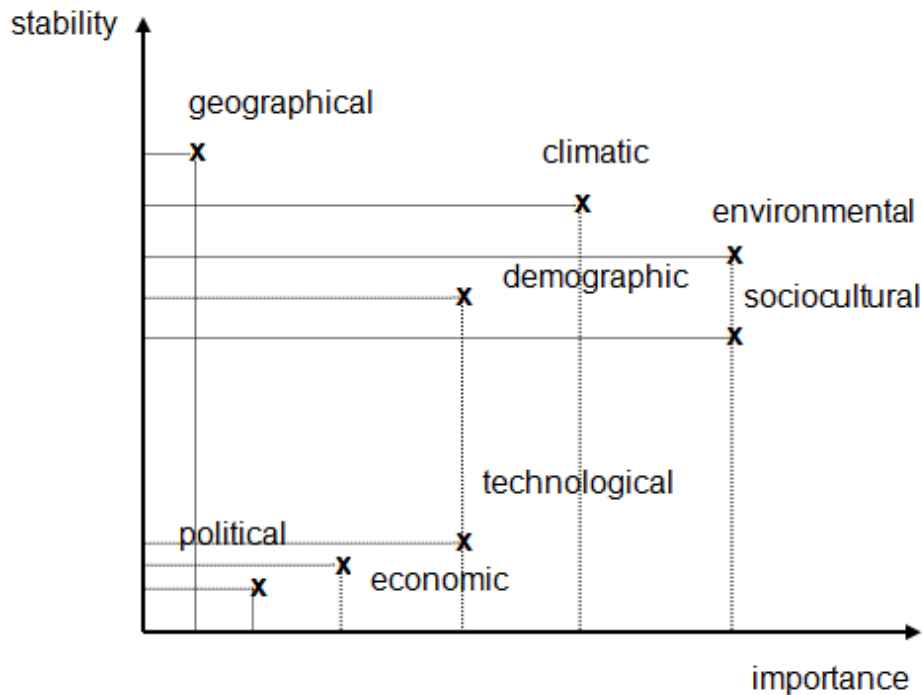 stability
geographical
climatic
environmental
demographic
sociocultural
technological
political
economic
importance